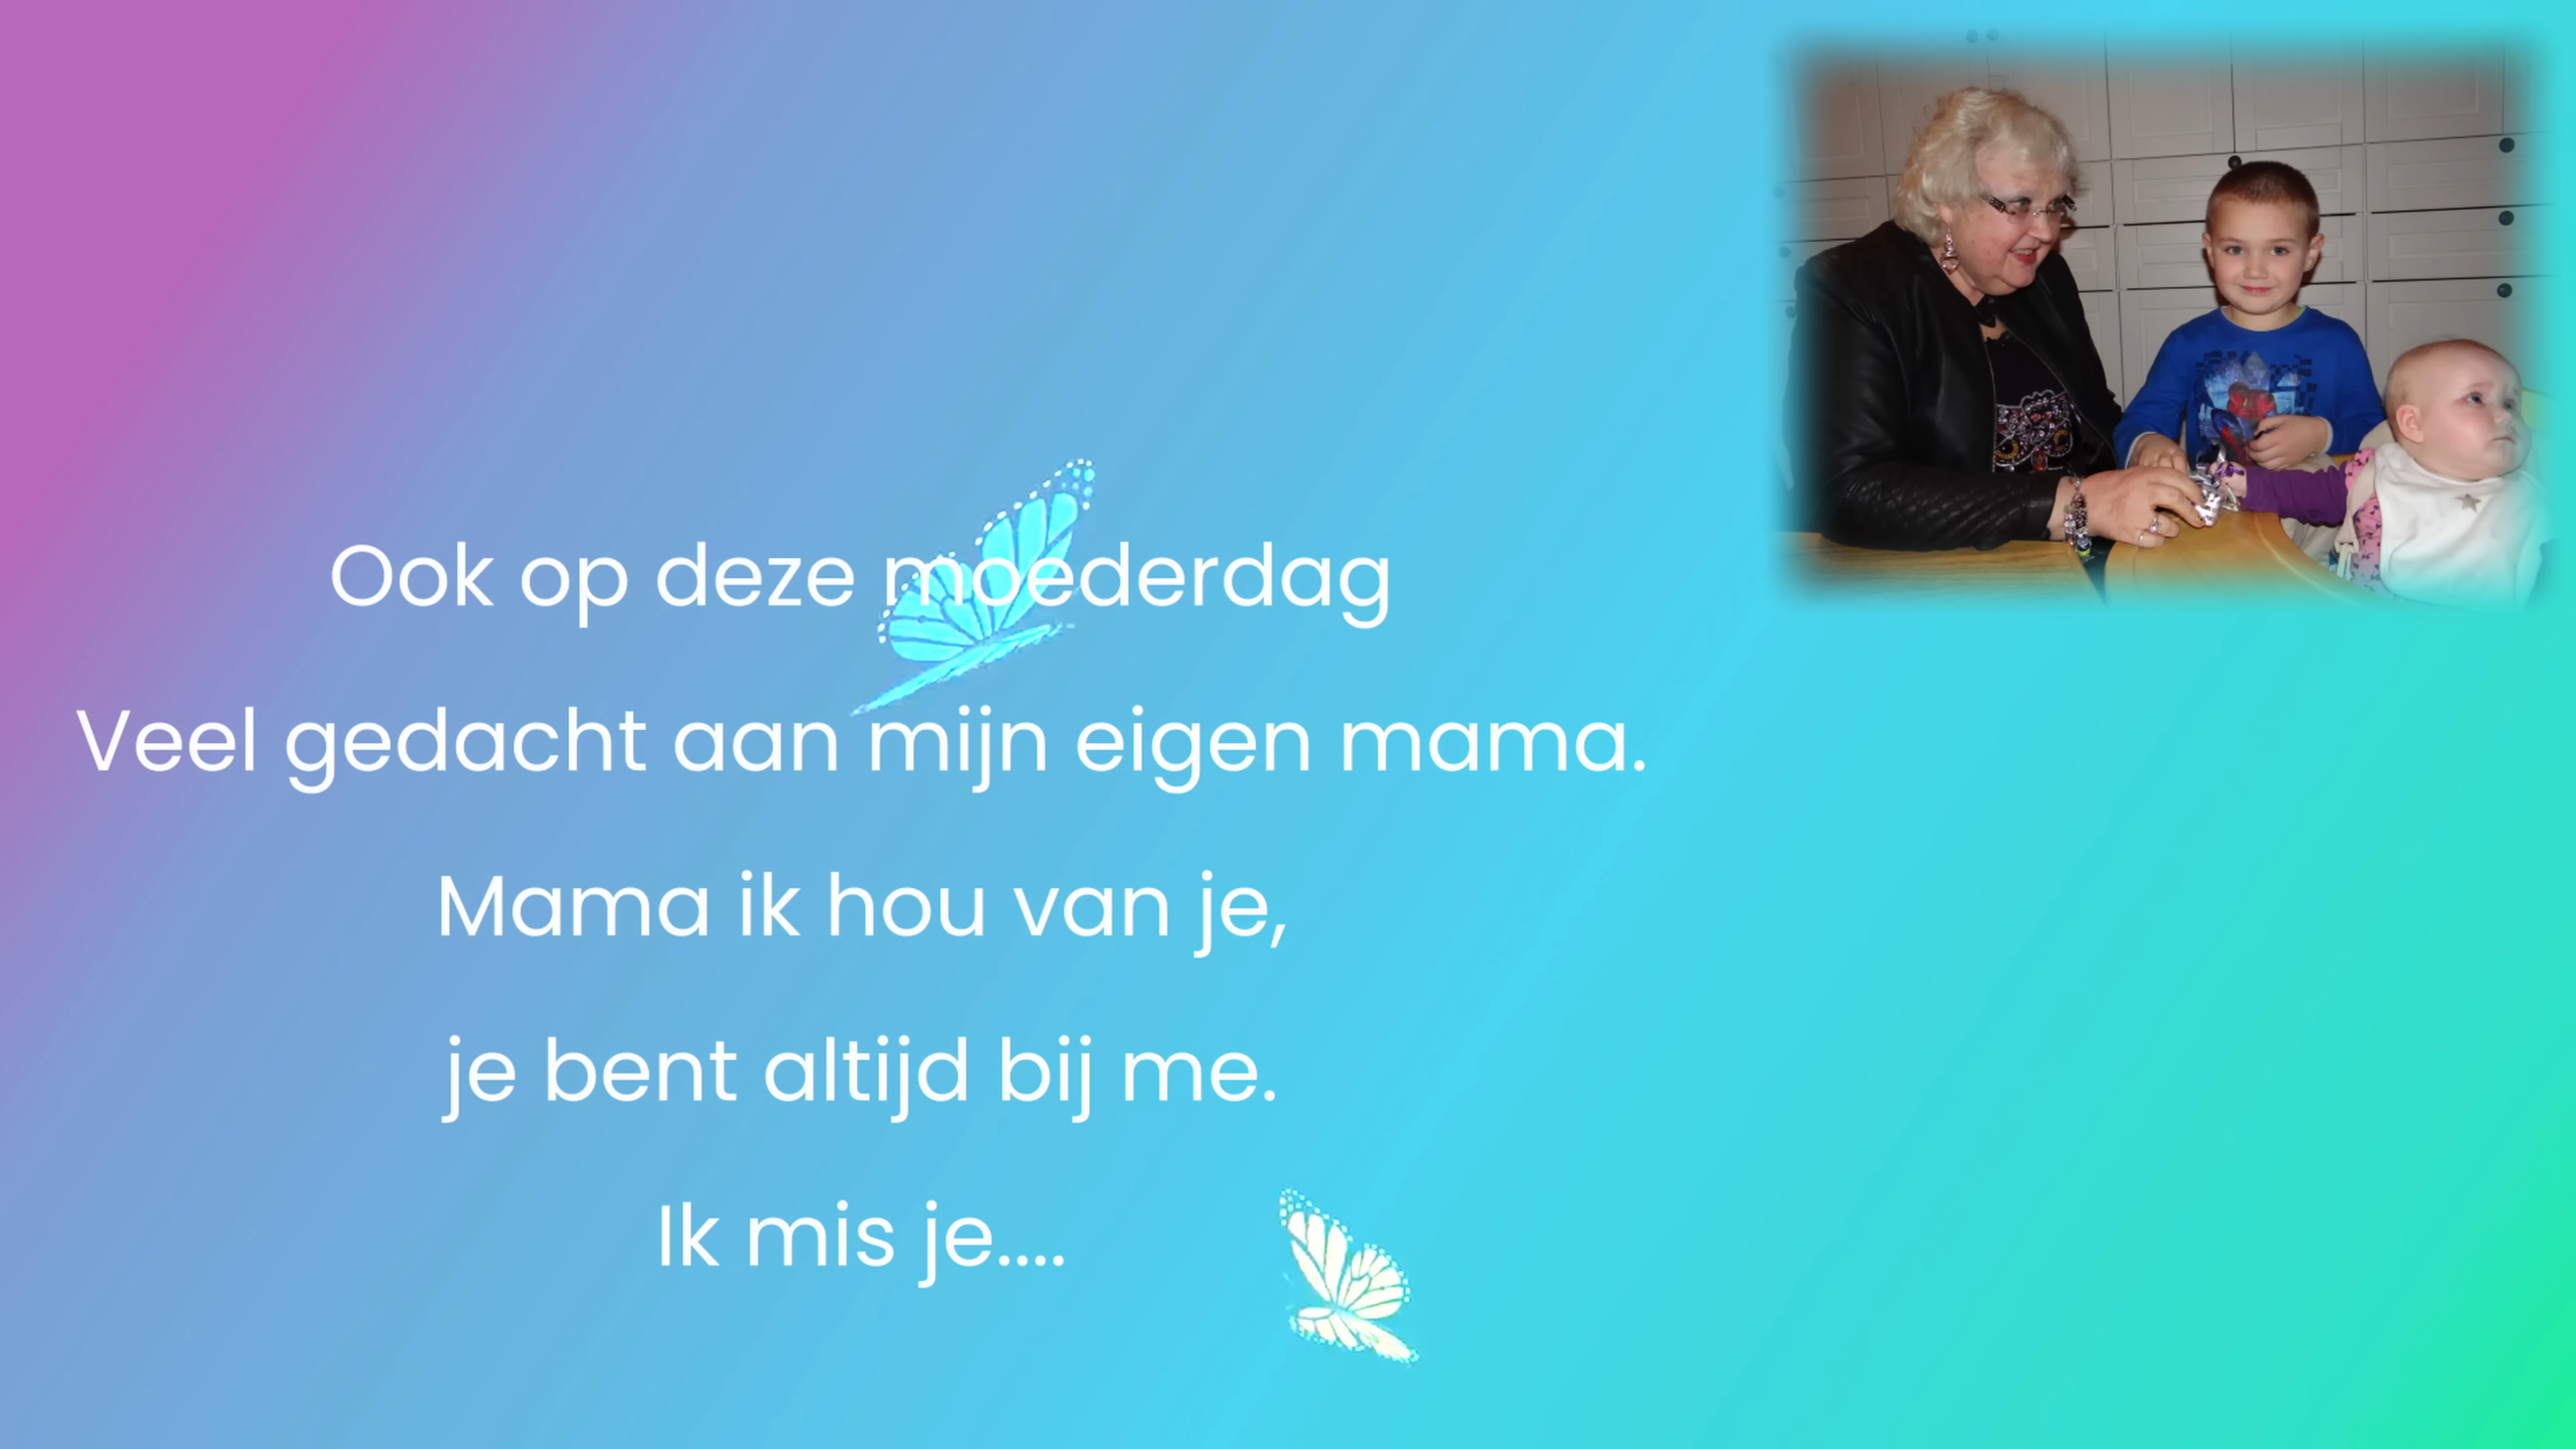 Ook op deze moederdag
Veel gedacht aan mijn eigen mama.
Mama ik hou van je,
je bent altijd bij me.
Ik mis je....